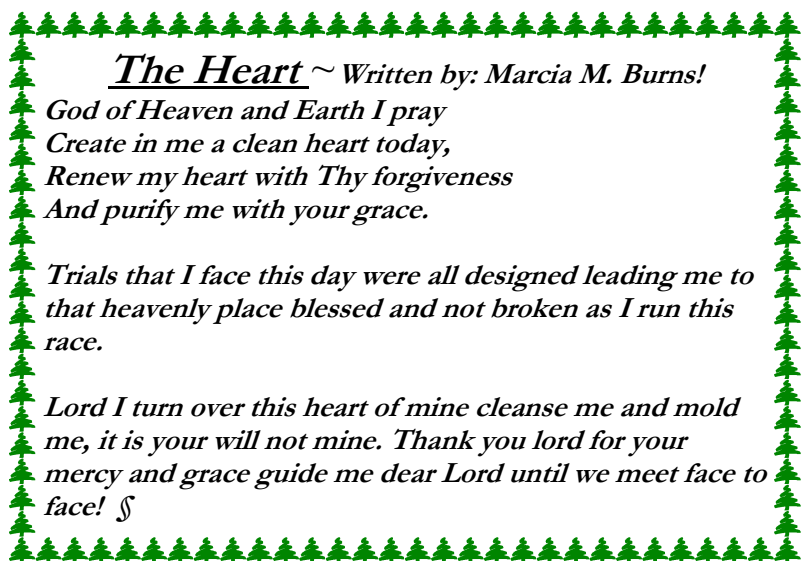 The Heart ~ Written by: Marcia M. Burns!
God of Heaven and Earth I pray
Create in me a clean heart today,
Renew my heart with Thy forgiveness
And purify me with your grace.
Trials that I face this day were all designed leading me to
that heavenly place blessed and not broken as I run this
race.
Lord I turn over this heart of mine cleanse me and mold
me, it is your will not mine. Thank you lord for your
mercy and grace guide me dear Lord until we meet face to
face! §